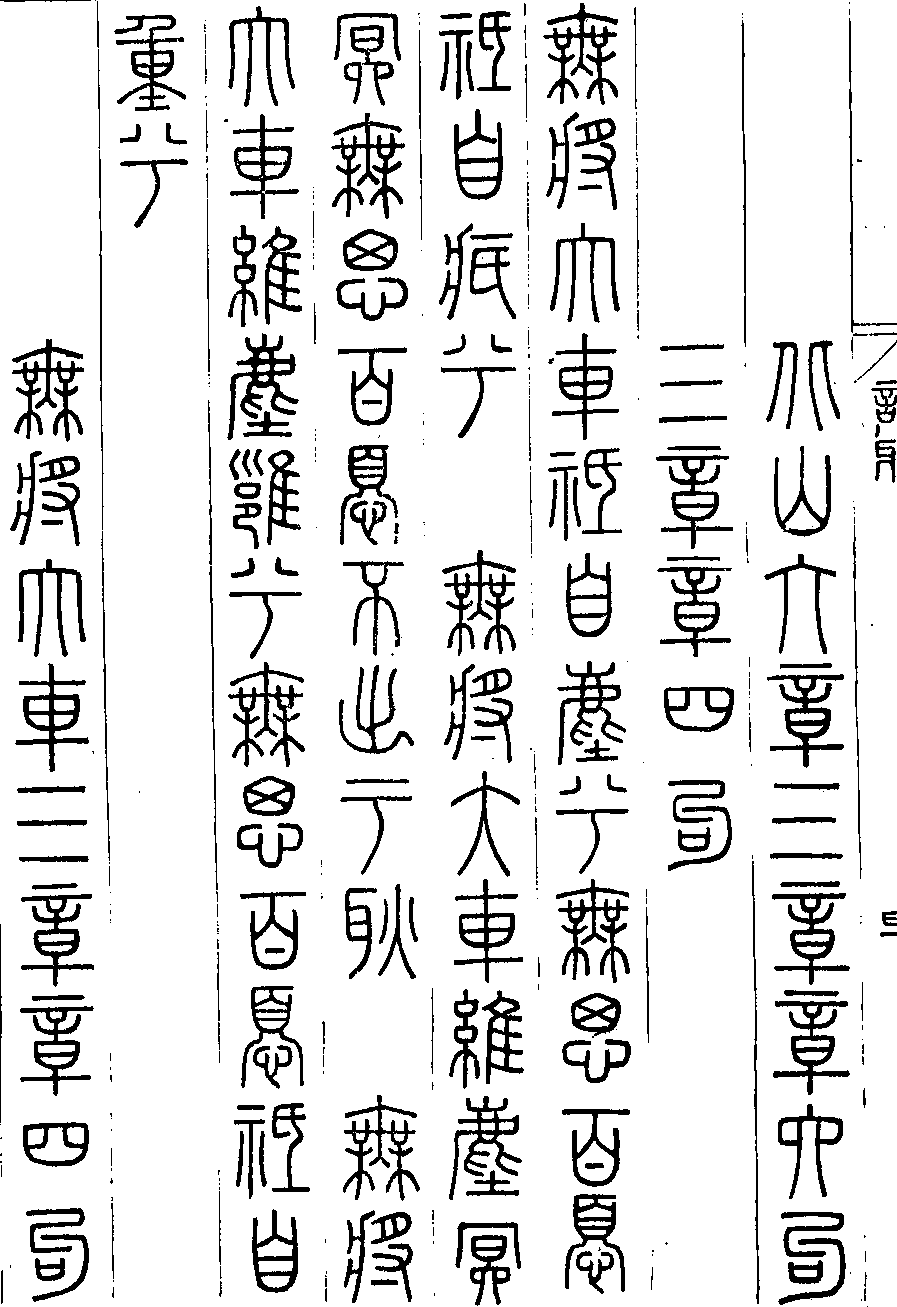 北山六章三章章六句
三章章四句
無將大車祇自塵兮無思百憂
祇自疧兮　無將大車維塵冥
冥無思百憂不出于耿　無將
大車維塵雝兮無思百憂祇自
重兮
無將大車三章章四句